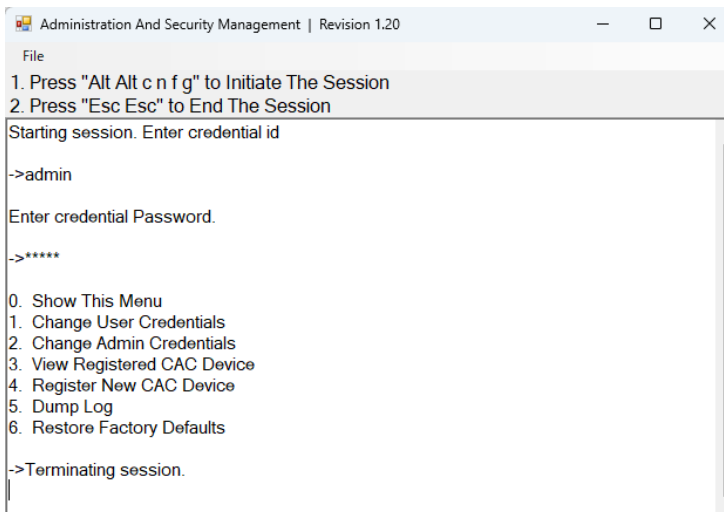 Administration And Security Management | Revision 1.20
File
1. Press "Alt Alt c n f g" to Initiate The Session
2. Press "Esc Esc" to End The Session
Starting session. Enter credential id
->admin
Enter credential Password.
->*****
0. Show This Menu
1. Change User Credentials
2. Change Admin Credentials
3. View Registered CAC Device
4. Register New CAC Device
5. Dump Log
6. Restore Factory Defaults
->Terminating session.